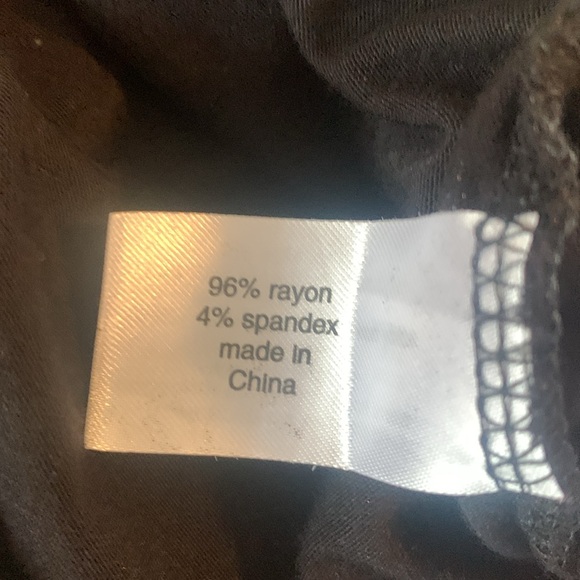 96% rayon
4% spandex
made in
China